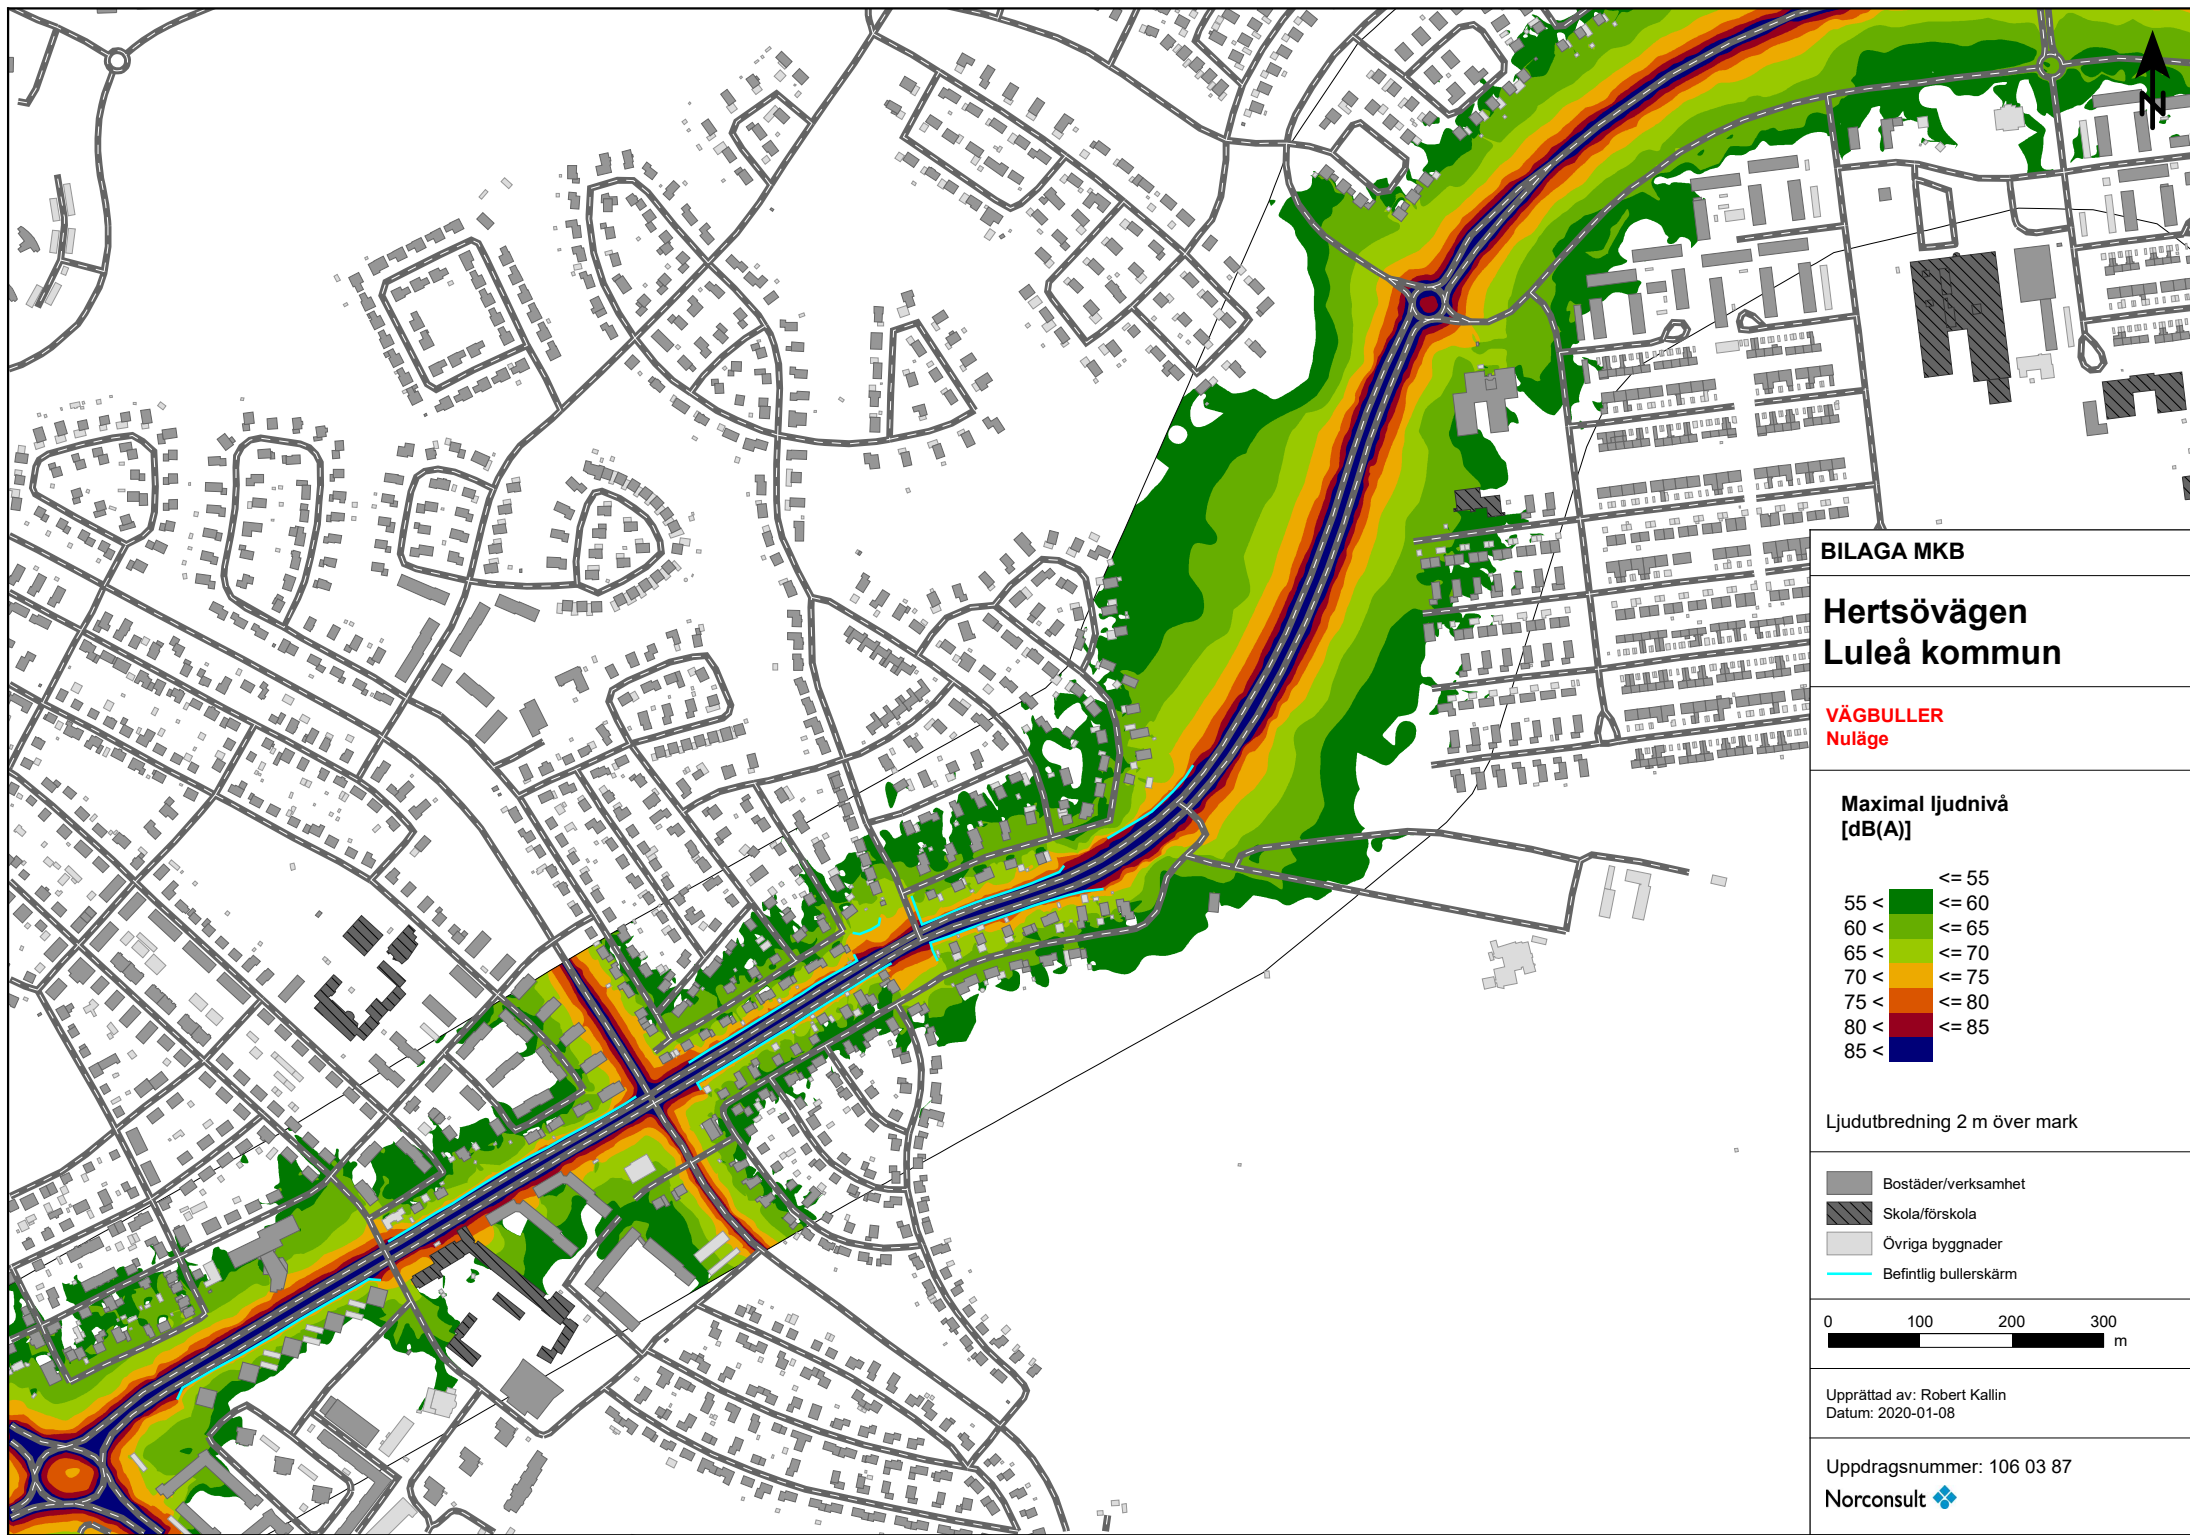 N
BILAGA MKB
Hertsövägen
Luleå kommun
VÄGBULLER
Nuläge
Maximal ljudnivå
[dB(A)]
<= 55
55 < <= 60
60 < <= 65
65 < <= 70
70 < <= 75
75 < <= 80
80 < <= 85
85 <
Ljudutbredning 2 m över mark
Bostäder/verksamhet
Skola/förskola
Övriga byggnader
Befintlig bullerskärm
0 100 200 300
m
Upprättad av: Robert Kallin
Datum: 2020-01-08
Uppdragsnummer: 106 03 87
Norconsult